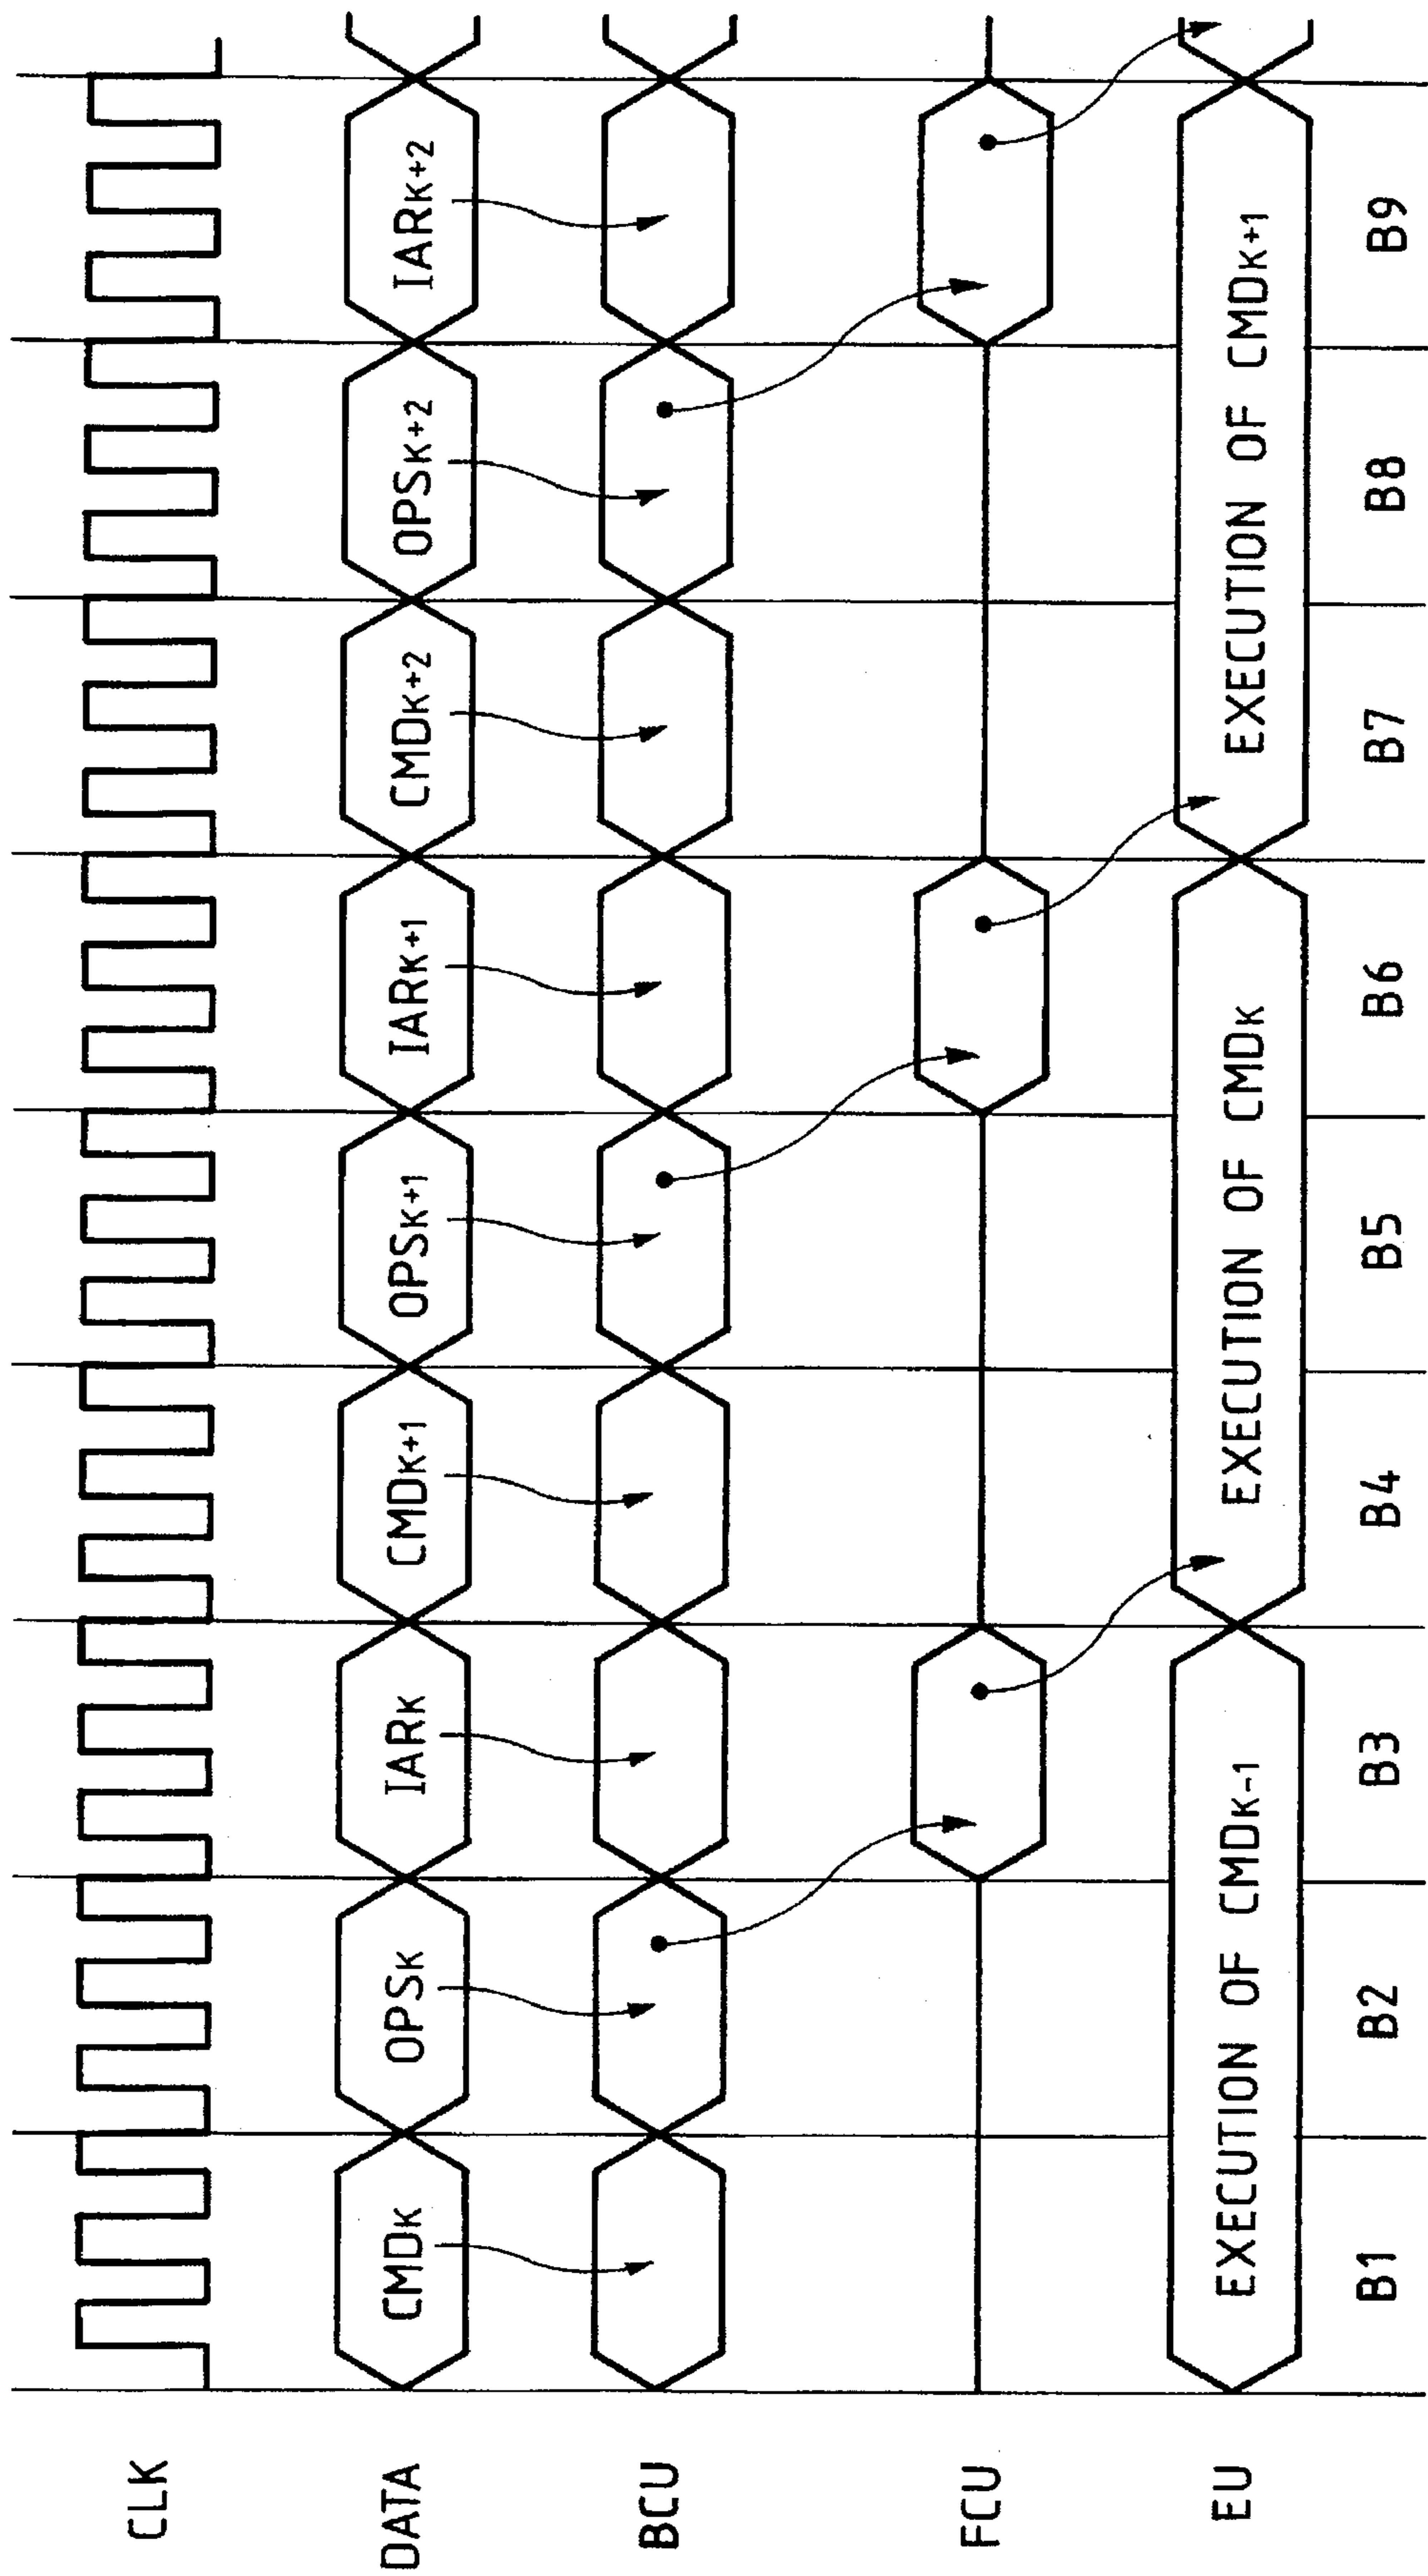 CLK
DATA
CMDK
OPSK
IARK
CMDK+1
OPSK+1
IARK+1
CMDK+2
OPSK+2
IARK+2
BCU
FCU
EU
EXECUTION OF CMDK-1
EXECUTION OF CMDK
EXECUTION OF CMDK+1
B1
B2
B3
B4
B5
B6
B7
B8
B9